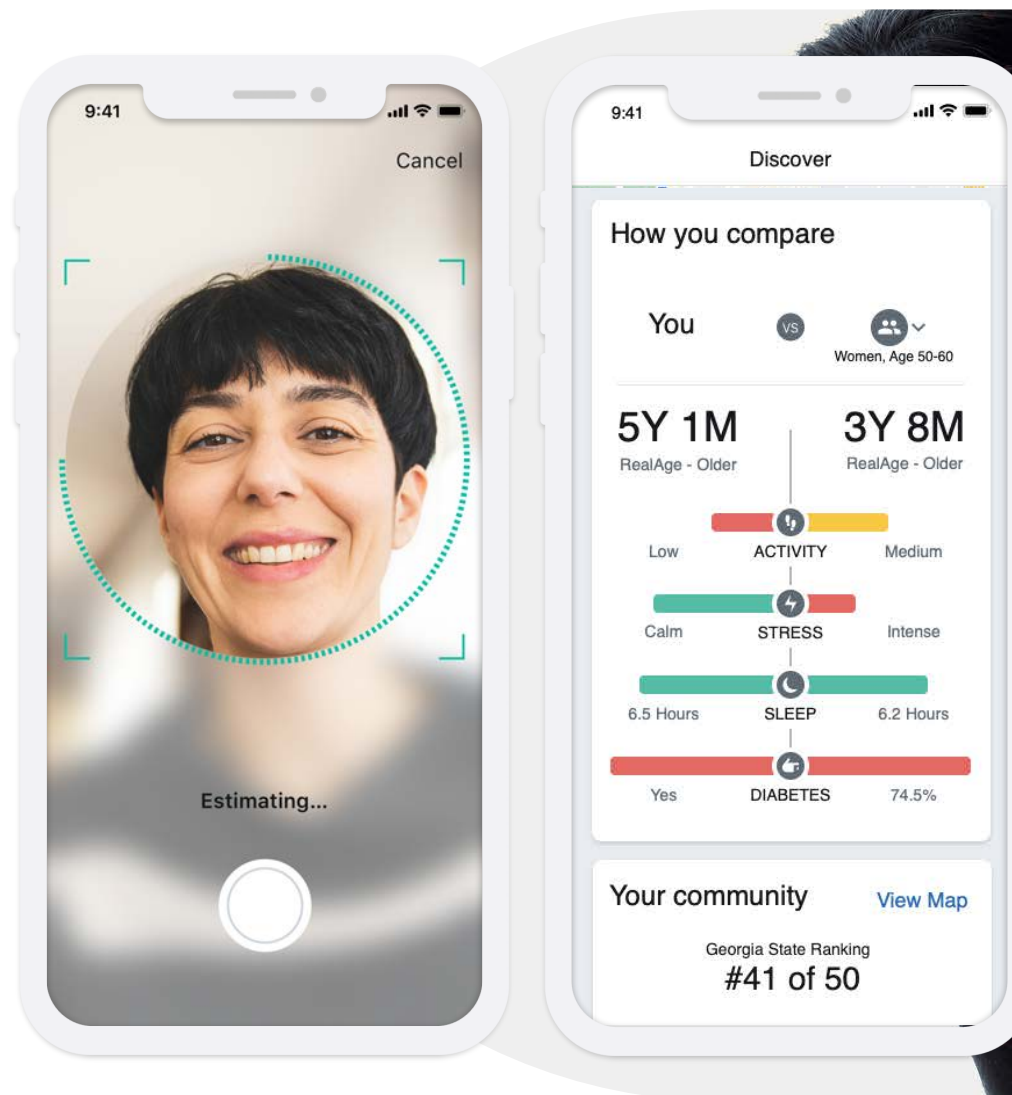 9:41
Cancel
Estimating...
9:41
Discover
How you compare
You
VS
Women, Age 50-60
5Y 1M
3Y 8M
RealAge - Older
RealAge - Older
Low
ACTIVITY
Medium
Calm
STRESS
Intense
6.5 Hours
SLEEP
6.2 Hours
Yes
DIABETES
74.5%
Your community
View Map
Georgia State Ranking
#41 of 50